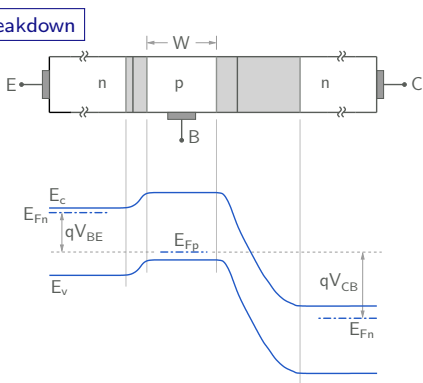 eakdown
W
E n p n C
B
E_c
E_Fn
qV_BE
E_Fp
qV_CB
E_v
E_Fn